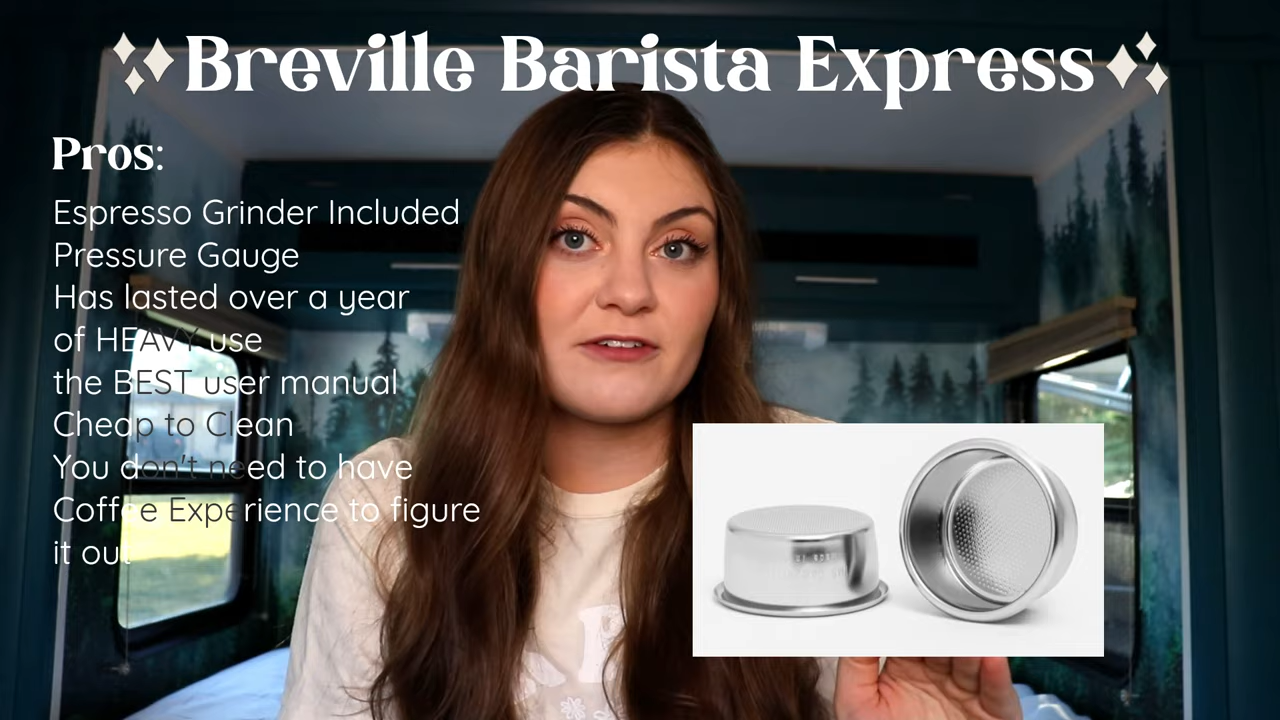 Breville Barista Express
Pros:
Espresso Grinder Included
Pressure Gauge
Has lasted over a year
of HEAVY use
the BEST user manual
Cheap to Clean
You don't need to have
Coffee Experience to figure
it out